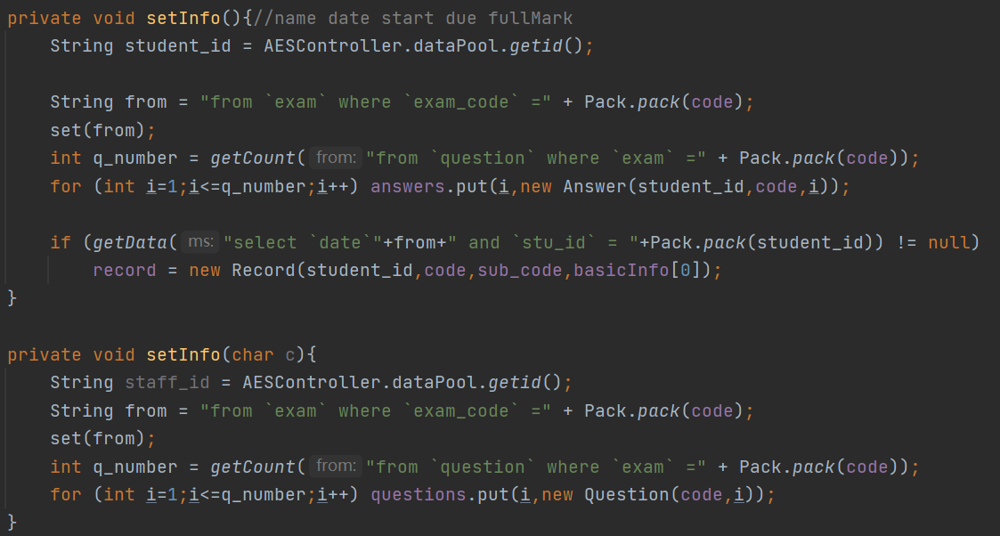 private void setInfo(){//name date start due fullMark
    String student_id = AESController.dataPool.getid();

    String from = "from `exam` where `exam_code` =" + Pack.pack(code);
    set(from);
    int q_number = getCount( from: "from `question` where `exam` =" + Pack.pack(code));
    for (int i=1;i<=q_number;i++) answers.put(i,new Answer(student_id,code,i));

    if (getData( ms: "select `date`"+from+" and `stu_id` = "+Pack.pack(student_id)) != null)
        record = new Record(student_id,code,sub_code,basicInfo[0]);
}

private void setInfo(char c){
    String staff_id = AESController.dataPool.getid();
    String from = "from `exam` where `exam_code` =" + Pack.pack(code);
    set(from);
    int q_number = getCount( from: "from `question` where `exam` =" + Pack.pack(code));
    for (int i=1;i<=q_number;i++) questions.put(i,new Question(code,i));
}